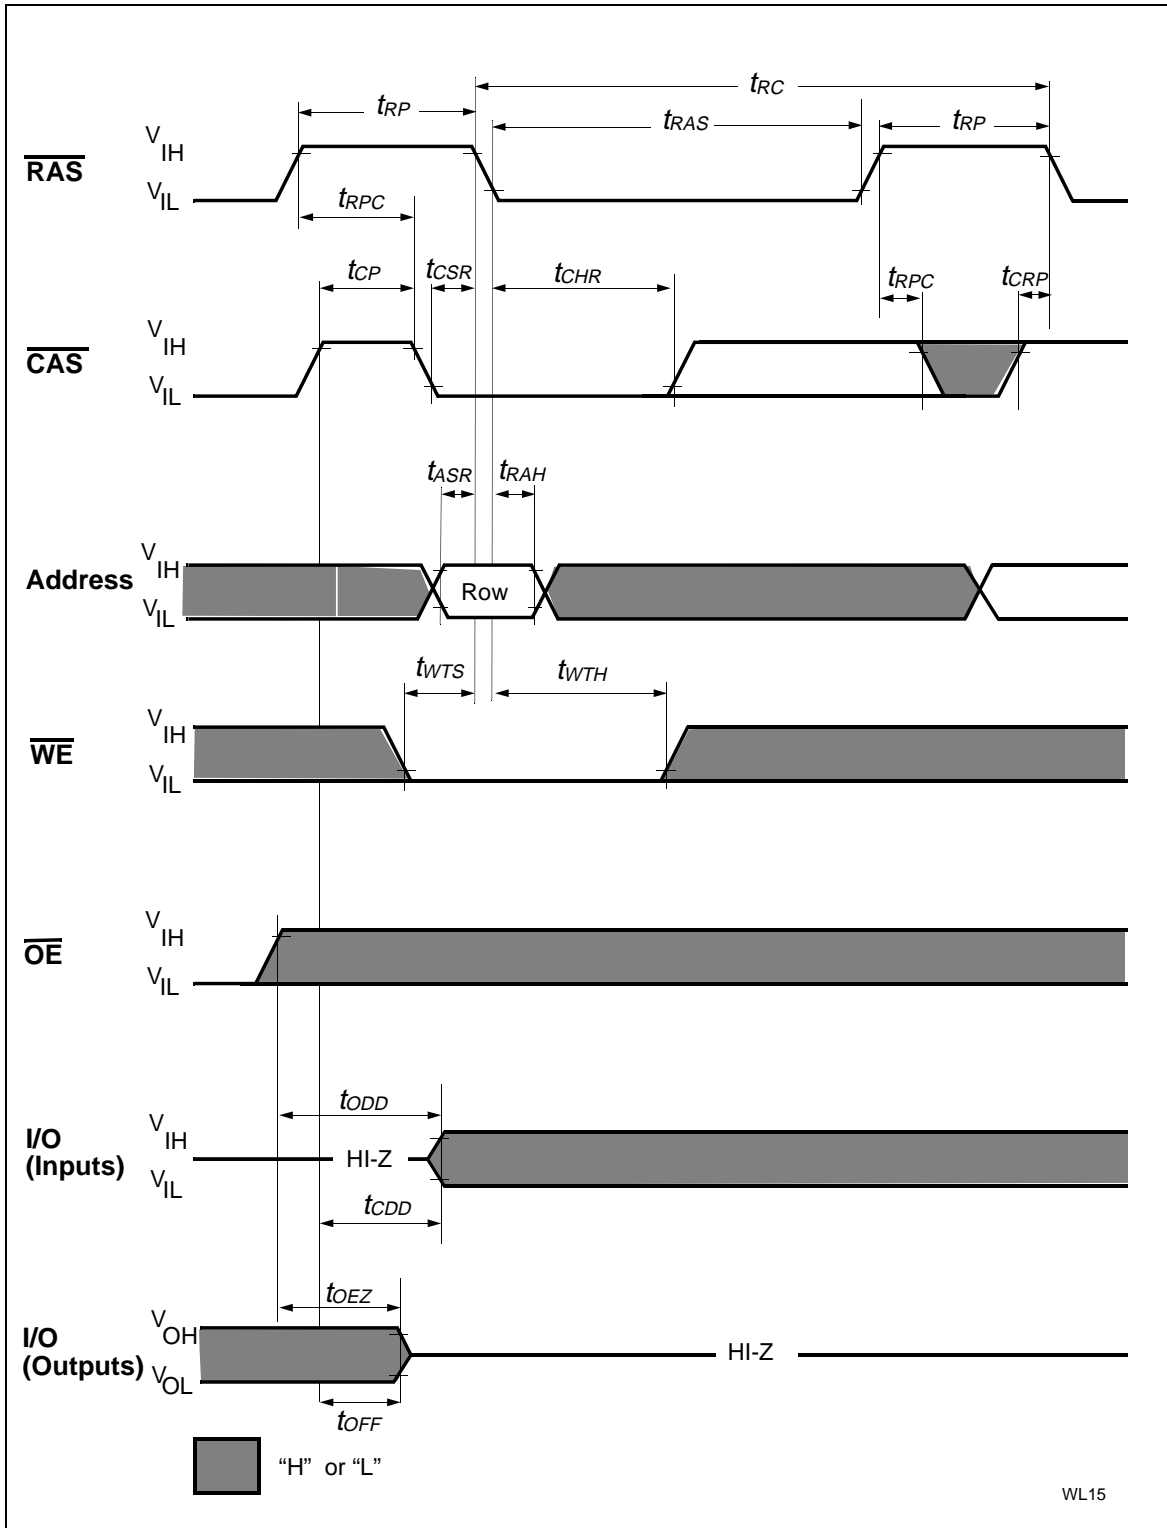 tRC
tRP
tRAS
tRP
RAS
VIH
VIL
tRPC
tCP
tCSR
tCHR
tRPC
tCRP
CAS
VIH
VIL
tASR
tRAH
Address
VIH
VIL
Row
tWTS
tWTH
WE
VIH
VIL
OE
VIH
VIL
tODD
I/O
(Inputs)
VIH
VIL
HI-Z
tCDD
tOEZ
I/O
(Outputs)
VOH
VOL
HI-Z
tOFF
“H” or “L”
WL15